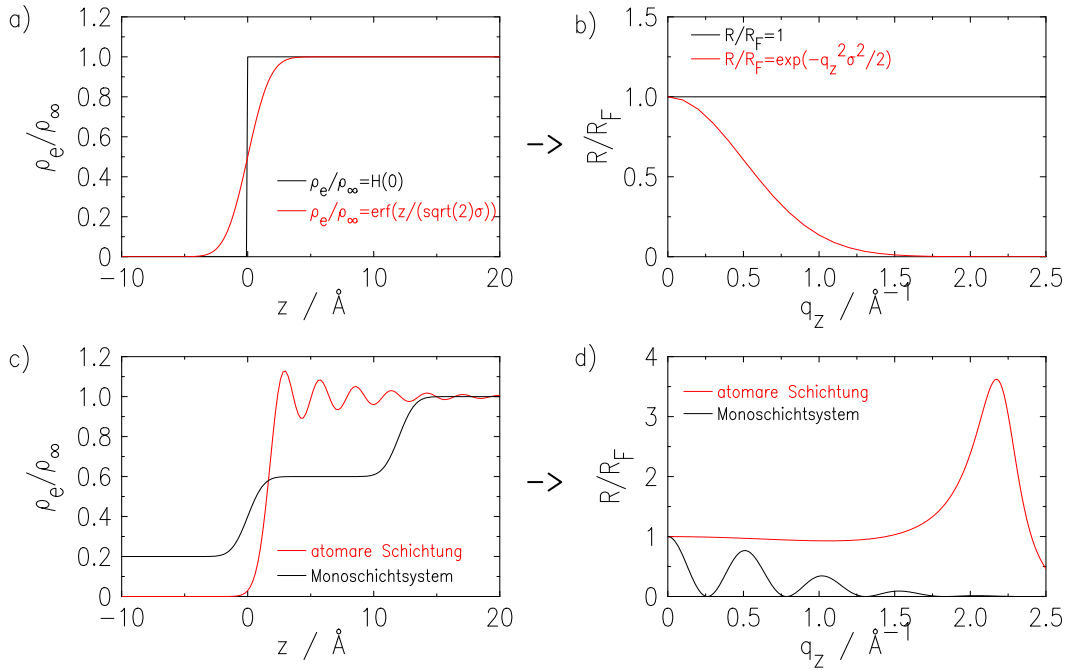 a)
1.2
1.0
0.8
0.6
0.4
0.2
0
ρe/ρ∞
ρe/ρ∞=H(0)
ρe/ρ∞=erf(z/(sqrt(2)σ))
−10
0
10
20
z / Å
−>
b)
1.5
1.0
0.5
0
R/RF
R/RF=1
R/RF=exp(−qz²σ²/2)
0
0.5
1.0
1.5
2.0
2.5
qz / Å⁻¹
c)
1.2
1.0
0.8
0.6
0.4
0.2
0
ρe/ρ∞
atomare Schichtung
Monoschichtsystem
−10
0
10
20
z / Å
−>
d)
4
3
2
1
0
R/RF
atomare Schichtung
Monoschichtsystem
0.0
0.5
1.0
1.5
2.0
2.5
qz / Å⁻¹